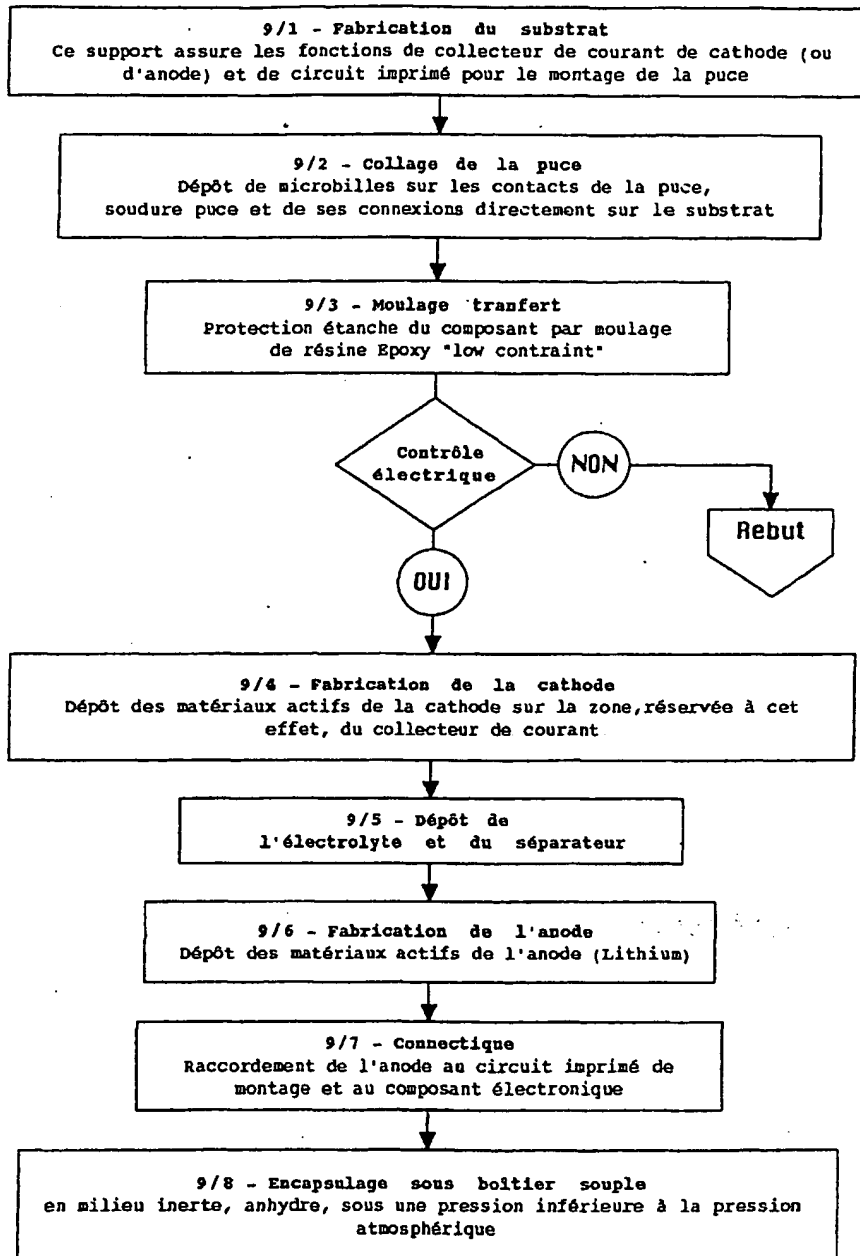 9/1 - Fabrication du substrat
Ce support assure les fonctions de collecteur de courant de cathode (ou
d'anode) et de circuit imprimé pour le montage de la puce
9/2 - Collage de la puce
Dépôt de microbilles sur les contacts de la puce,
soudure puce et de ses connexions directement sur le substrat
9/3 - Moulage tranfert
Protection étanche du composant par moulage
de résine Epoxy "low contraint"
Contrôle
électrique
NON
Rebut
OUI
9/4 - Fabrication de la cathode
Dépôt des matériaux actifs de la cathode sur la zone,réservée à cet
effet, du collecteur de courant
9/5 - Dépôt de
l'électrolyte et du séparateur
9/6 - Fabrication de l'anode
Dépôt des matériaux actifs de l'anode (Lithium)
9/7 - Connectique
Raccordement de l'anode au circuit imprimé de
montage et au composant électronique
9/8 - Encapsulage sous boîtier souple
en milieu inerte, anhydre, sous une pression inférieure à la pression
atmosphérique